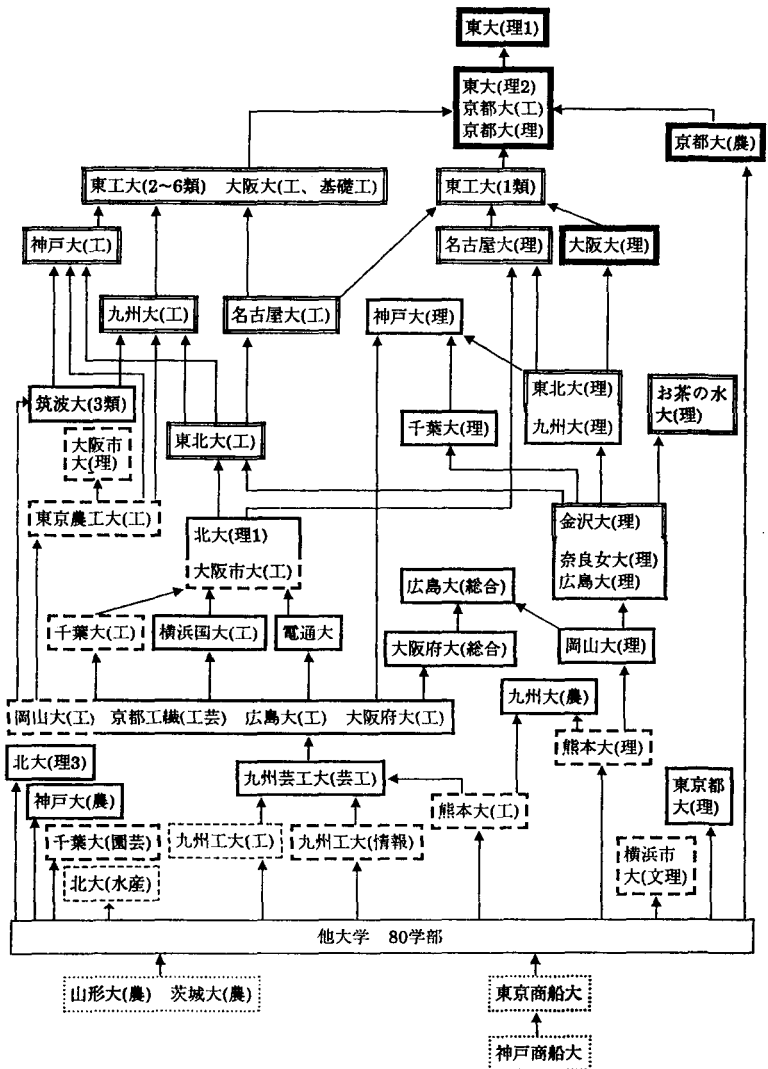 東大(理1)
東大(理2)
京都大(工)
京都大(理)
京都大(農)
東工大(2〜6類) 大阪大(工、基礎工)
東工大(1類)
神戸大(工)
名古屋大(理)
大阪大(理)
九州大(工)
名古屋大(工)
神戸大(理)
東北大(理)
九州大(理)
お茶の水
大(理)
筑波大(3類)
千葉大(理)
大阪市
大(理)
東北大(工)
東京農工大(工)
北大(理1)
大阪市大(工)
金沢大(理)
奈良女大(理)
広島大(理)
広島大(総合)
千葉大(工)
横浜国大(工)
電通大
大阪府大(総合)
岡山大(理)
岡山大(工) 京都工繊(工芸) 広島大(工) 大阪府大(工)
九州大(農)
熊本大(理)
北大(理3)
九州芸工大(芸工)
神戸大(農)
熊本大(工)
東京都
大(理)
千葉大(園芸)
九州工大(工)
九州工大(情報)
横浜市
大(文理)
北大(水産)
他大学 80学部
山形大(農) 茨城大(農)
東京商船大
神戸商船大